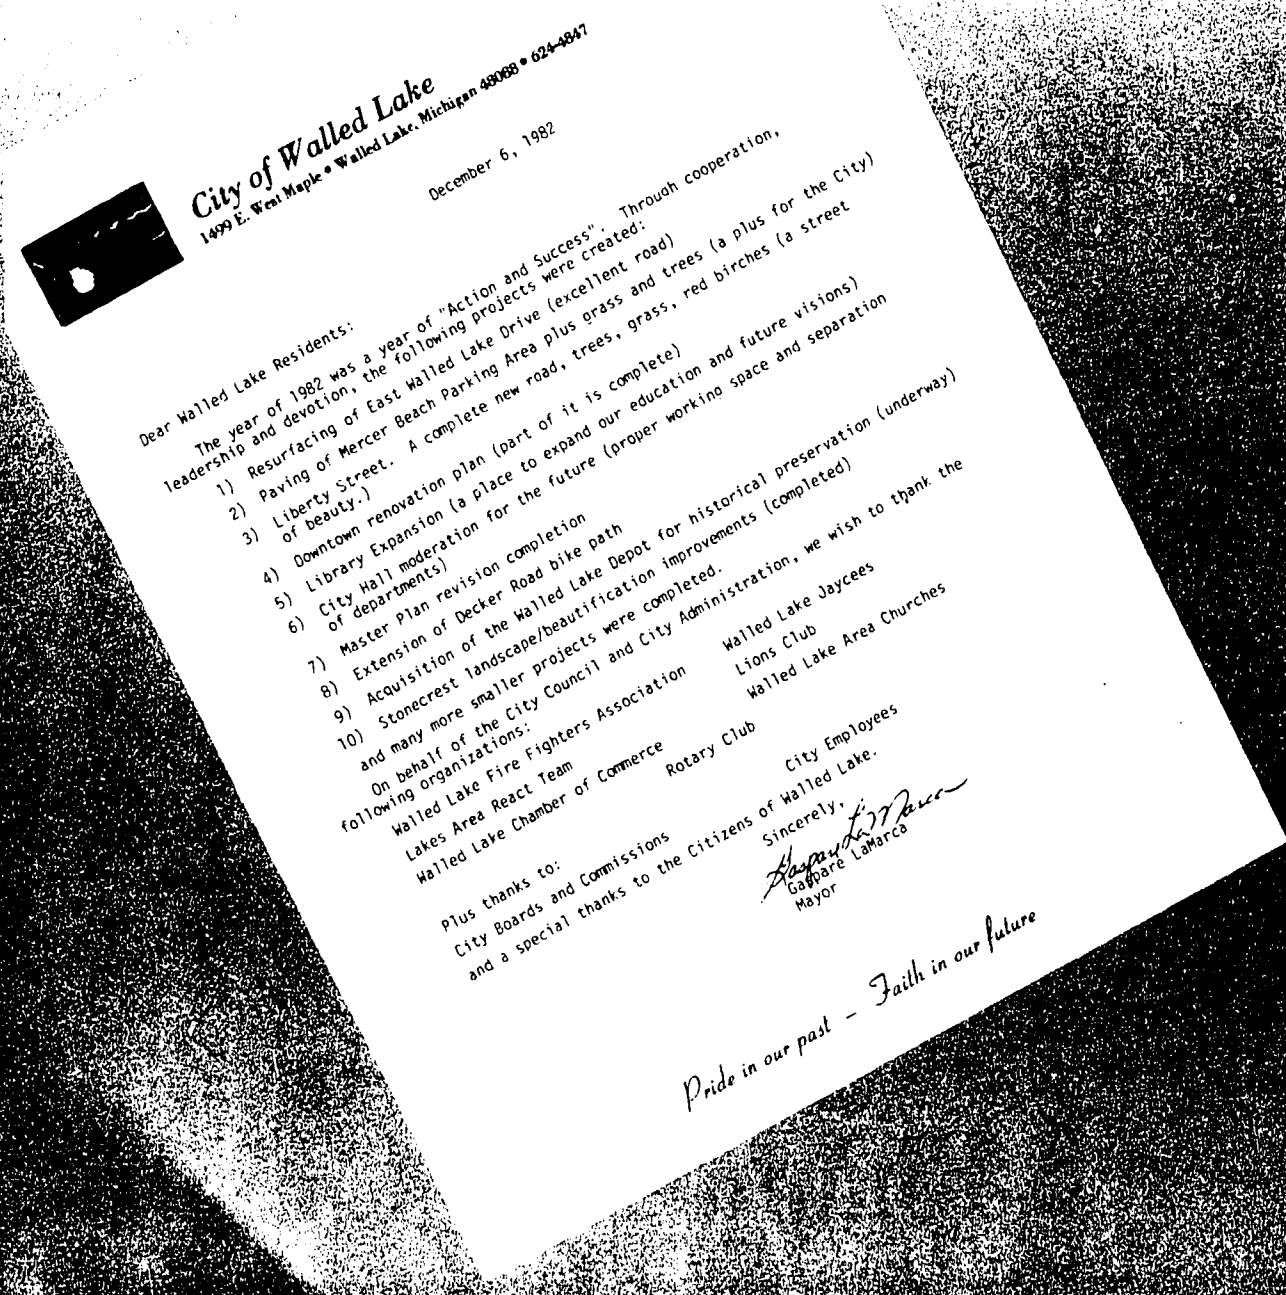 City of Walled Lake
1499 E. West Maple • Walled Lake, Michigan 48088 • 624-4847
December 6, 1982
Dear Walled Lake Residents:
The year of 1982 was a year of "Action and Success". Through cooperation,
leadership and devotion, the following projects were created:
1) Resurfacing of East Walled Lake Drive (excellent road)
2) Paving of Mercer Beach Parking Area plus grass and trees (a plus for the City)
3) Liberty Street. A complete new road, trees, grass, red birches (a street
of beauty.)
4) Downtown renovation plan (part of it is complete)
5) Library Expansion (a place to expand our education and future visions)
6) City Hall moderation for the future (proper working space and separation
of departments)
7) Master Plan revision completion
8) Extension of Decker Road bike path
9) Acquisition of the Walled Lake Depot for historical preservation (underway)
10) Stonecrest landscape/beautification improvements (completed)
and many more smaller projects were completed.
On behalf of the City Council and City Administration, we wish to thank the
following organizations:
Walled Lake Fire Fighters Association Walled Lake Jaycees
Lakes Area React Team Lions Club
Walled Lake Chamber of Commerce Walled Lake Area Churches
Rotary Club
Plus thanks to:
City Boards and Commissions City Employees
and a special thanks to the Citizens of Walled Lake.
Sincerely,
Gaspare LaMarca
Gaspare LaMarca
Mayor
Pride in our past - Faith in our future